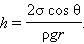 h = 2σ cos θ / ρgr